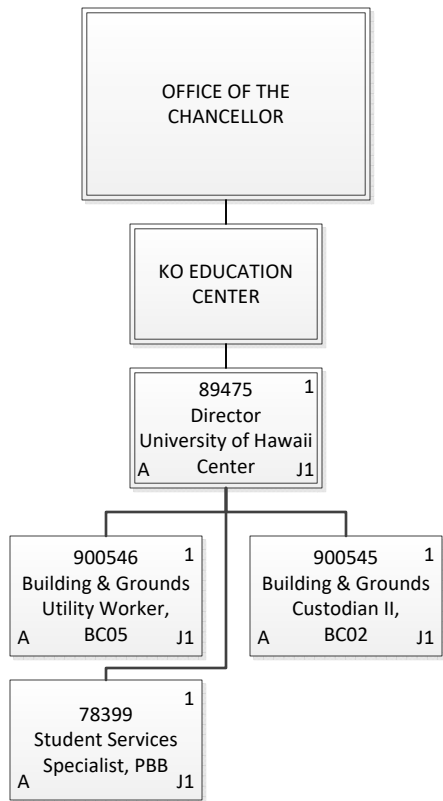 OFFICE OF THE
CHANCELLOR
KO EDUCATION
CENTER
89475 1
Director
University of Hawaii
A Center J1
900546 1
Building & Grounds
Utility Worker,
A BC05 J1
900545 1
Building & Grounds
Custodian II,
A BC02 J1
78399 1
Student Services
Specialist, PBB
A J1